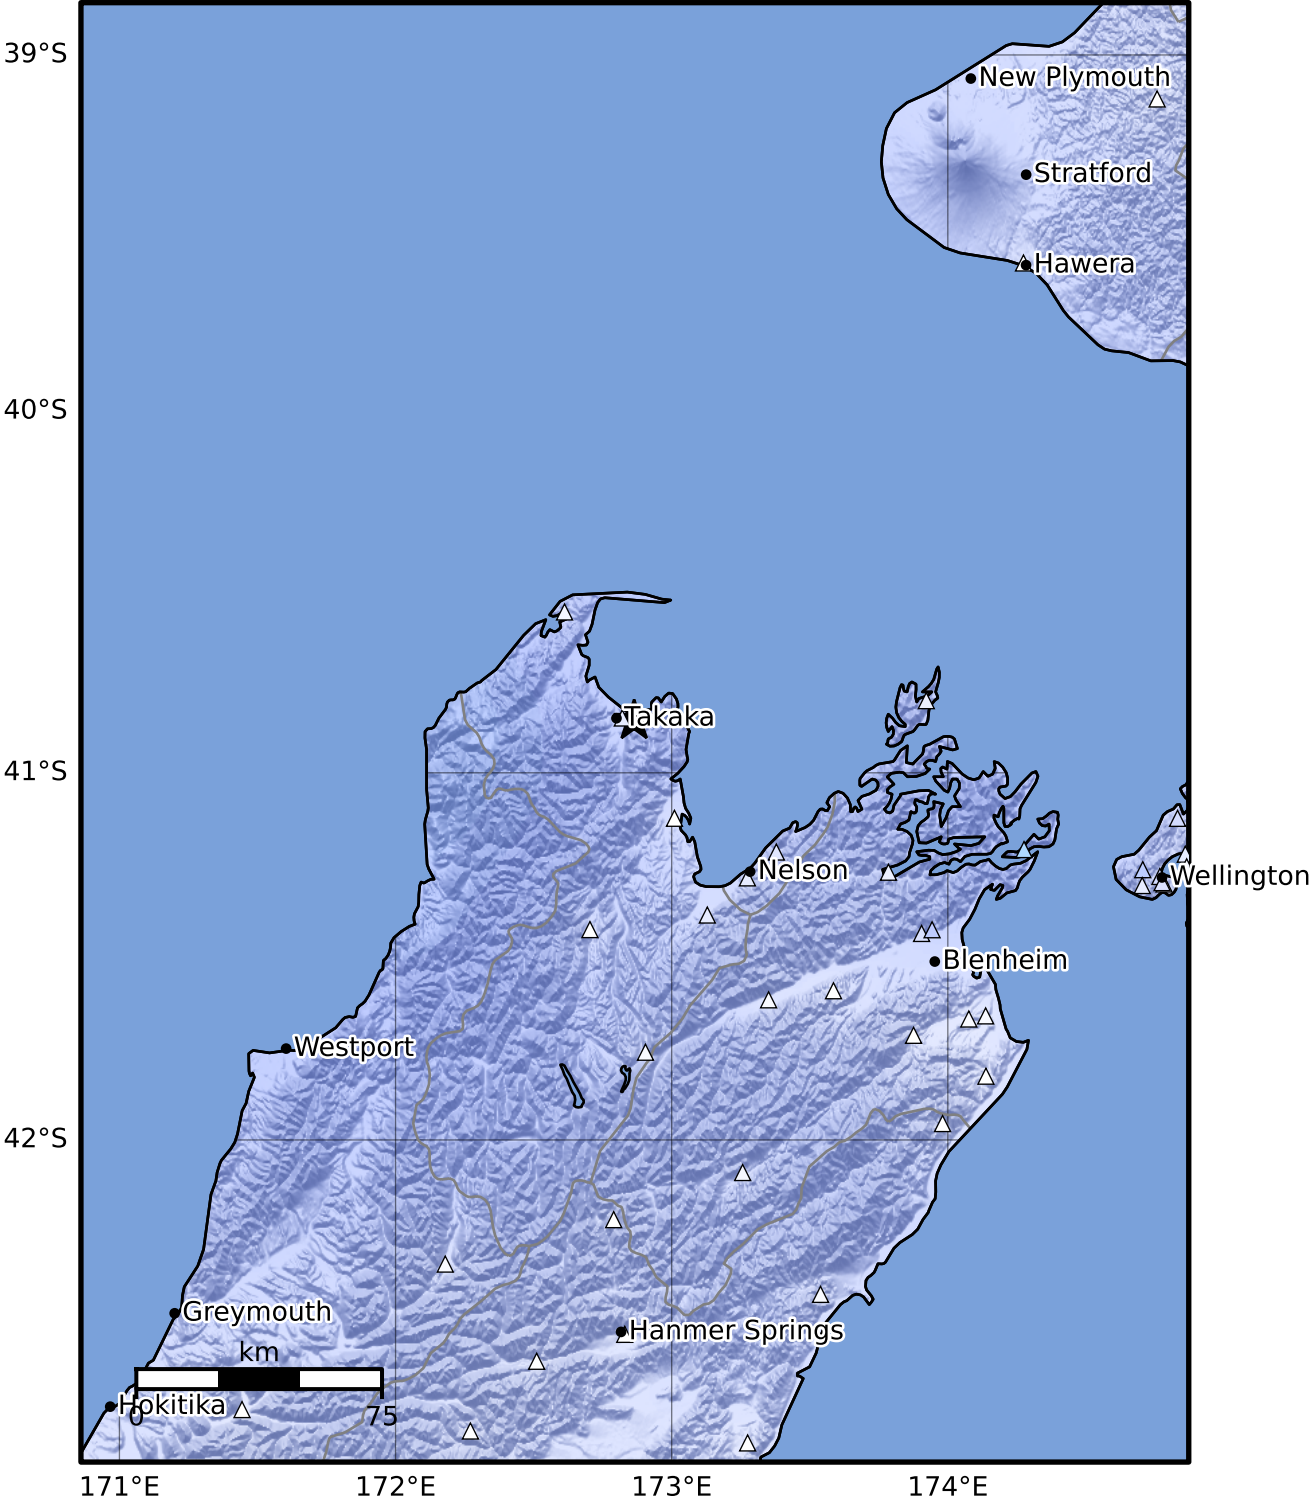 39°S
New Plymouth
Stratford
Hawera
40°S
Takaka
41°S
Nelson
Wellington
Blenheim
Westport
42°S
Greymouth
Hanmer Springs
km
Hokitika
0
75
171°E
172°E
173°E
174°E